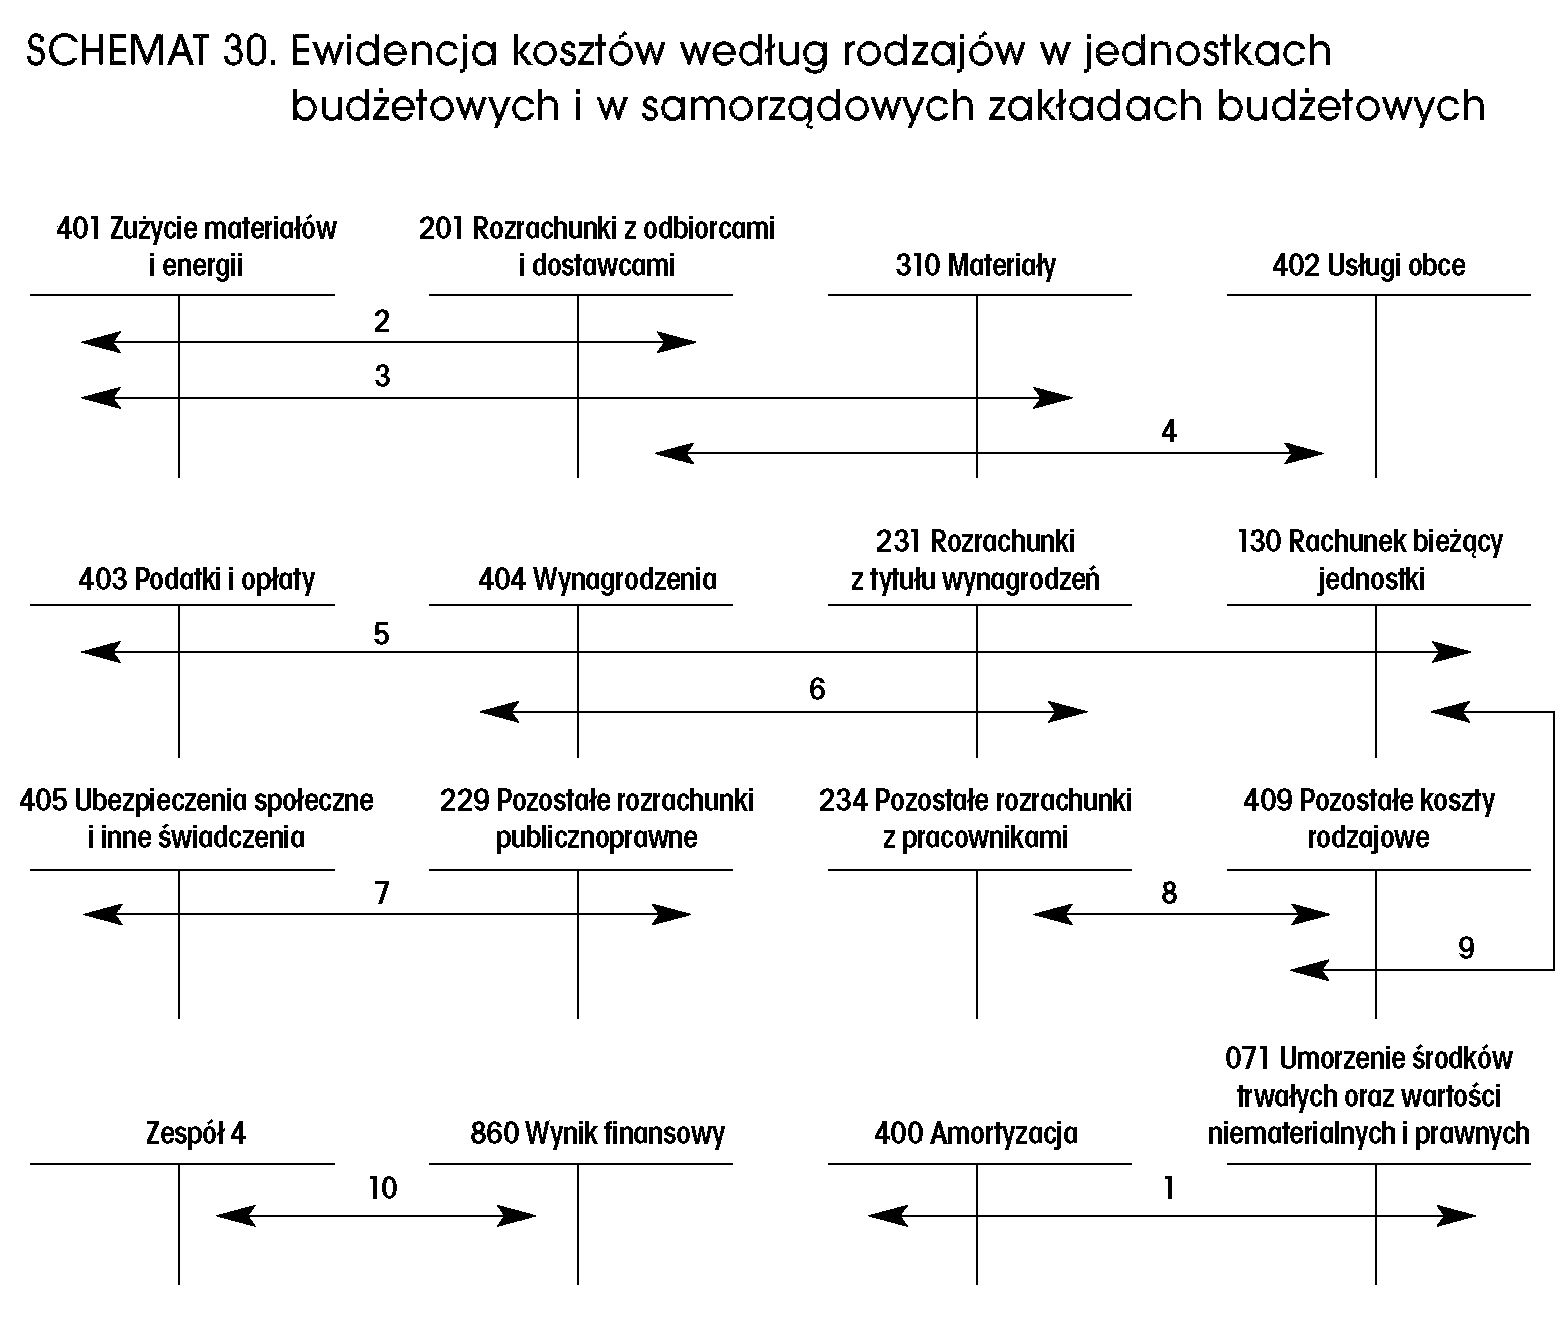 SCHEMAT 30. Ewidencja kosztów według rodzajów w jednostkach
budżetowych i w samorządowych zakładach budżetowych
401 Zużycie materiałów
i energii
201 Rozrachunki z odbiorcami
i dostawcami
310 Materiały
402 Usługi obce
2
3
4
403 Podatki i opłaty
404 Wynagrodzenia
231 Rozrachunki
z tytułu wynagrodzeń
130 Rachunek bieżący
jednostki
5
6
405 Ubezpieczenia społeczne
i inne świadczenia
229 Pozostałe rozrachunki
publicznoprawne
234 Pozostałe rozrachunki
z pracownikami
409 Pozostałe koszty
rodzajowe
7
8
9
Zespół 4
860 Wynik finansowy
400 Amortyzacja
071 Umorzenie środków
trwałych oraz wartości
niematerialnych i prawnych
10
1